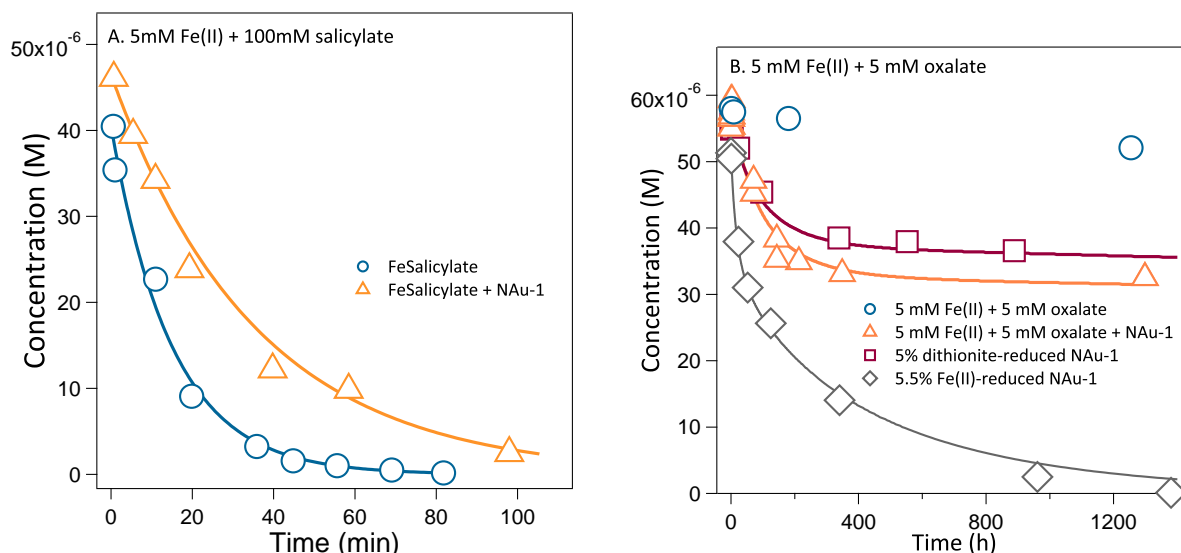 A. 5mM Fe(II) + 100mM salicylate
50x10-6
40
30
20
10
0
Concentration (M)
FeSalicylate
FeSalicylate + NAu-1
0 20 40 60 80 100
Time (min)
B. 5 mM Fe(II) + 5 mM oxalate
60x10-6
50
40
30
20
10
0
Concentration (M)
5 mM Fe(II) + 5 mM oxalate
5 mM Fe(II) + 5 mM oxalate + NAu-1
5% dithionite-reduced NAu-1
5.5% Fe(II)-reduced NAu-1
0 400 800 1200
Time (h)